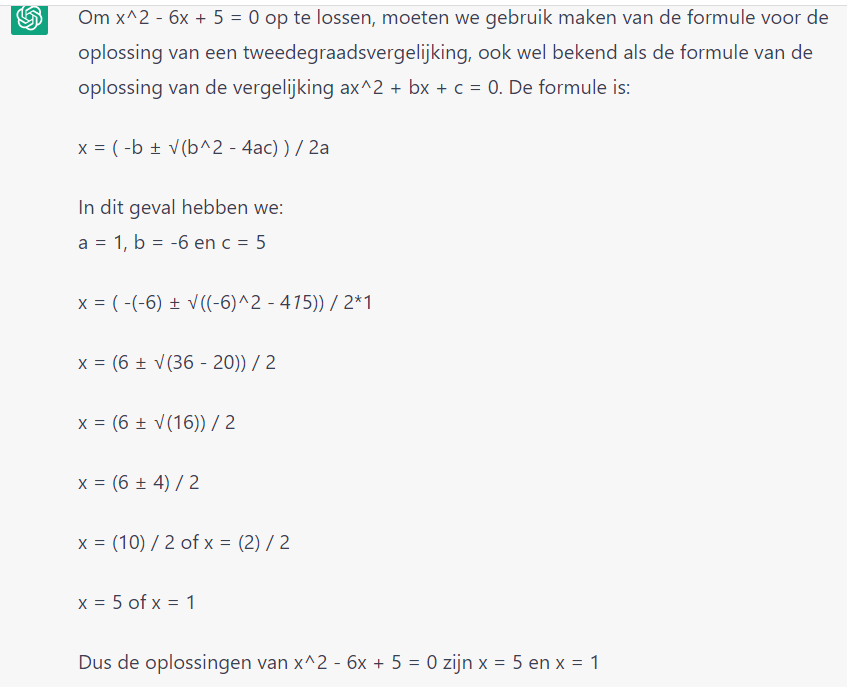 Om x^2 - 6x + 5 = 0 op te lossen, moeten we gebruik maken van de formule voor de
oplossing van een tweedegraadsvergelijking, ook wel bekend als de formule van de
oplossing van de vergelijking ax^2 + bx + c = 0. De formule is:
x = ( -b ± √(b^2 - 4ac) ) / 2a
In dit geval hebben we:
a = 1, b = -6 en c = 5
x = ( -(-6) ± √((-6)^2 - 415)) / 2*1
x = (6 ± √(36 - 20)) / 2
x = (6 ± √(16)) / 2
x = (6 ± 4) / 2
x = (10) / 2 of x = (2) / 2
x = 5 of x = 1
Dus de oplossingen van x^2 - 6x + 5 = 0 zijn x = 5 en x = 1